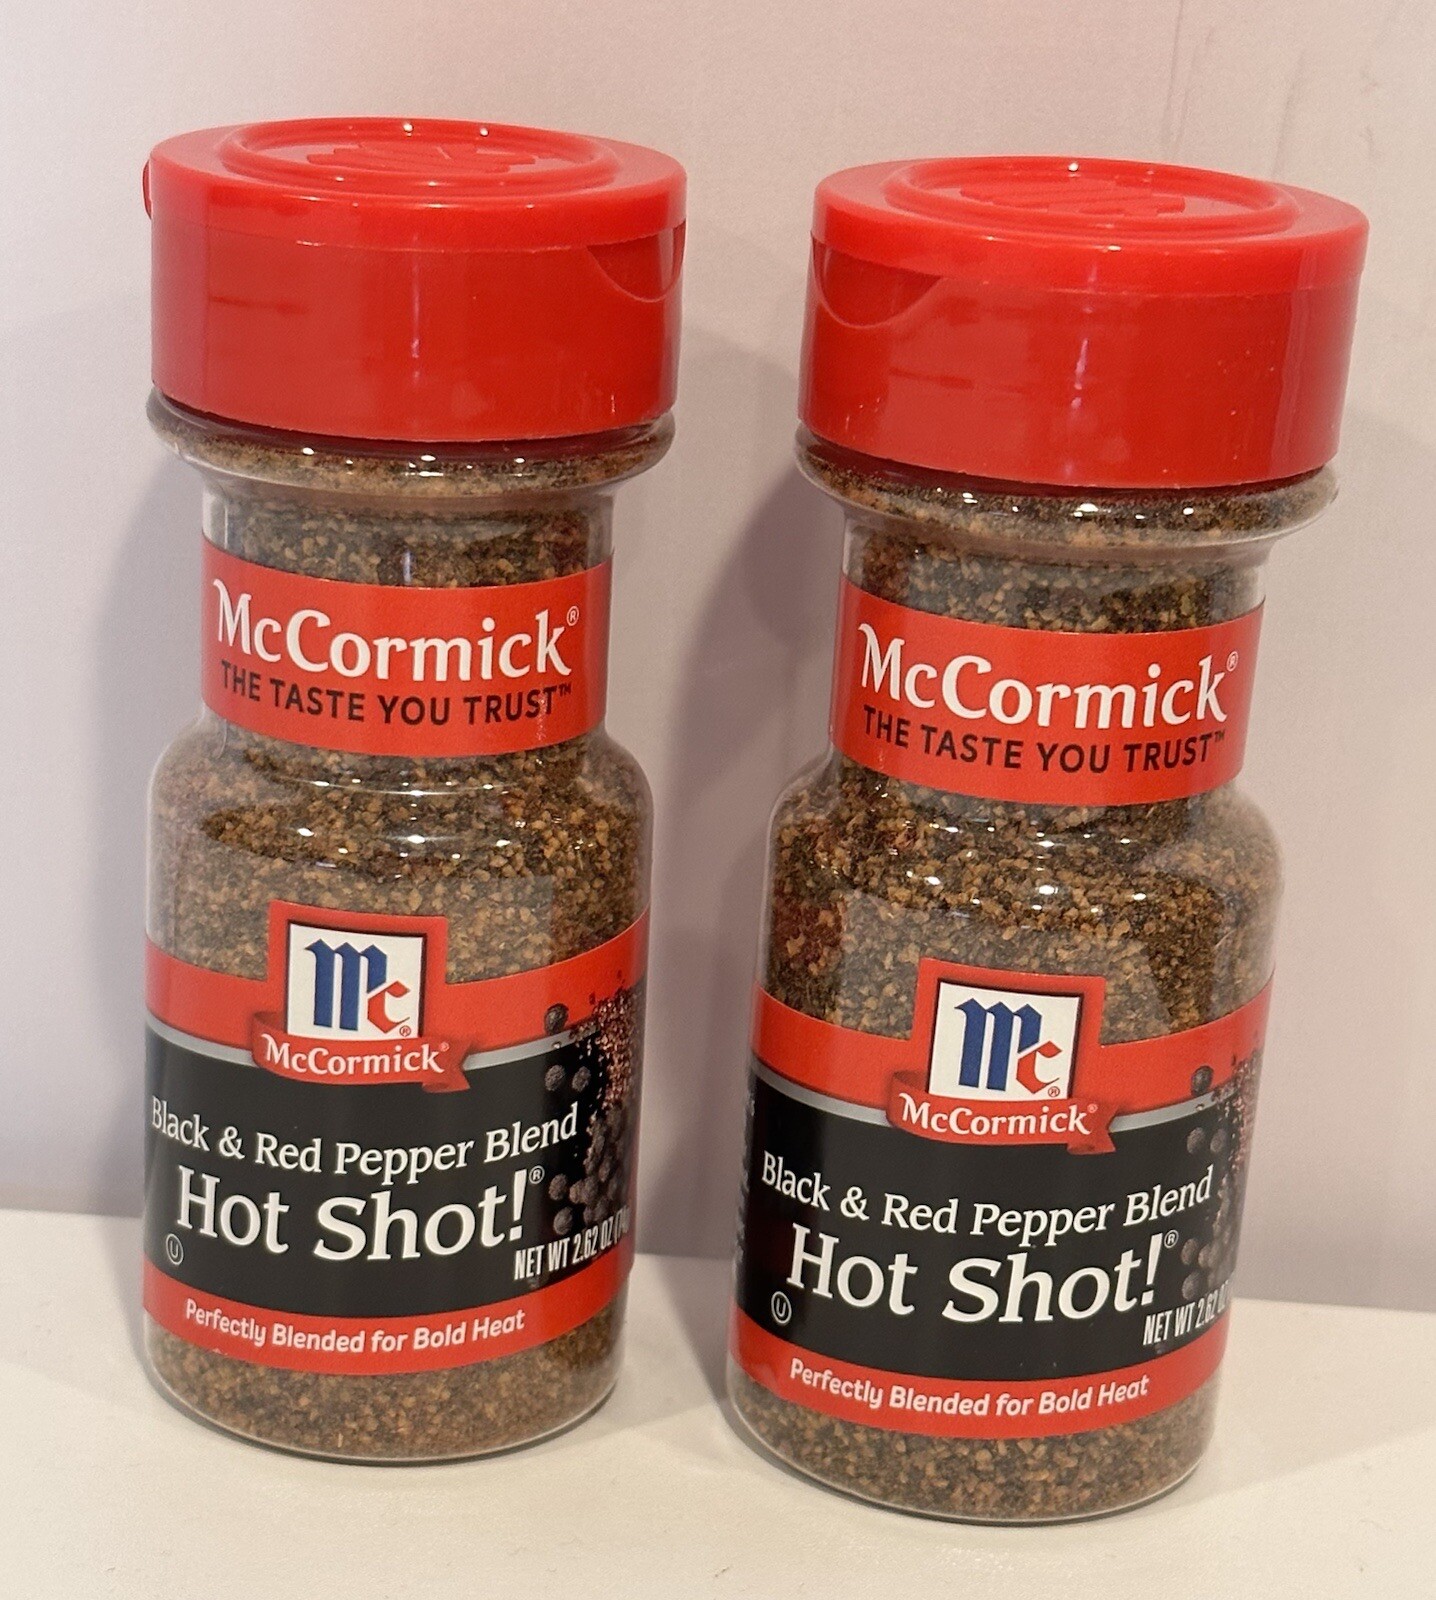 McCormick®
THE TASTE YOU TRUST™
Mc®
McCormick®
Black & Red Pepper Blend
Hot Shot!®
U
NET WT 2.62 OZ (74
Perfectly Blended for Bold Heat
McCormick®
THE TASTE YOU TRUST™
Mc®
McCormick®
Black & Red Pepper Blend
Hot Shot!®
U
NET WT 2.62 OZ
Perfectly Blended for Bold Heat